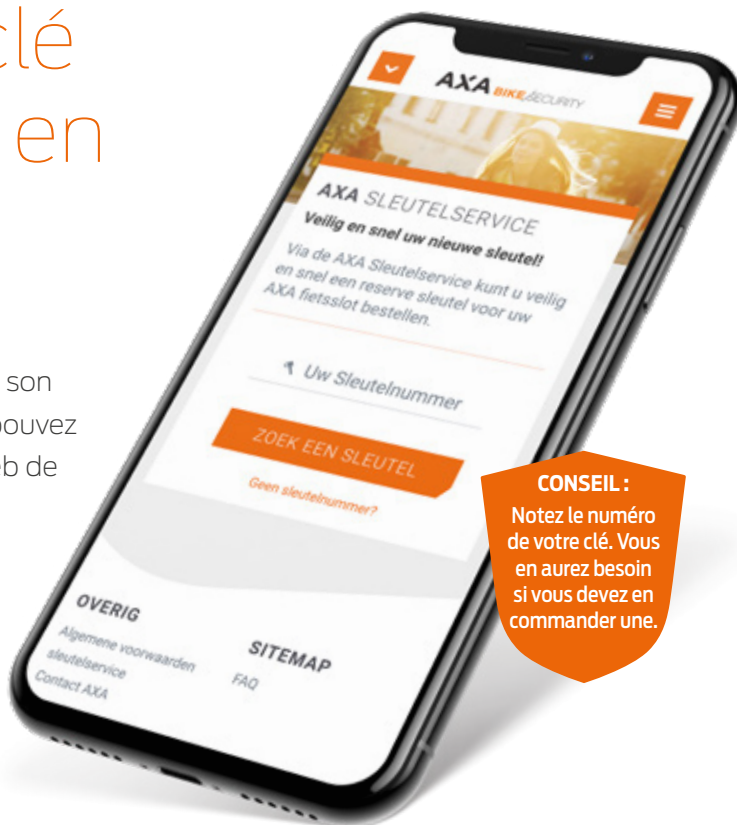 clé
en
son
pouvez
eb de
AXA BIKE SECURITY
AXA SLEUTELSERVICE
Veilig en snel uw nieuwe sleutel!
Via de AXA Sleutelservice kunt u veilig
en snel een reserve sleutel voor uw
AXA fietsslot bestellen.
Uw Sleutelnummer
ZOEK EEN SLEUTEL
Geen sleutelnummer?
OVERIG
Algemene voorwaarden
sleutelservice
Contact AXA
SITEMAP
FAQ
CONSEIL :
Notez le numéro
de votre clé. Vous
en aurez besoin
si vous devez en
commander une.